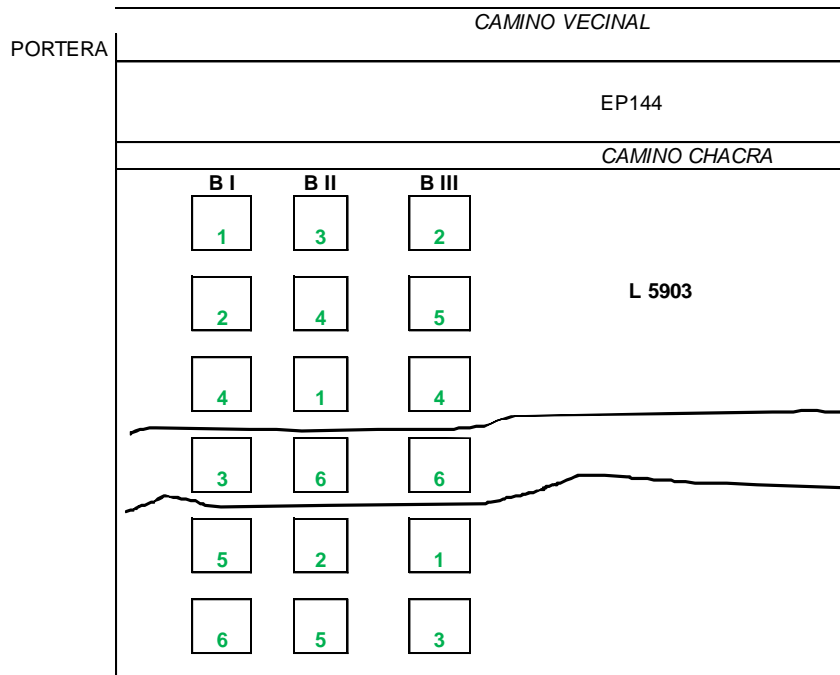 CAMINO VECINAL
PORTERA
EP144
CAMINO CHACRA
B I B II B III
1 3 2
L 5903
2 4 5
4 1 4
3 6 6
5 2 1
6 5 3